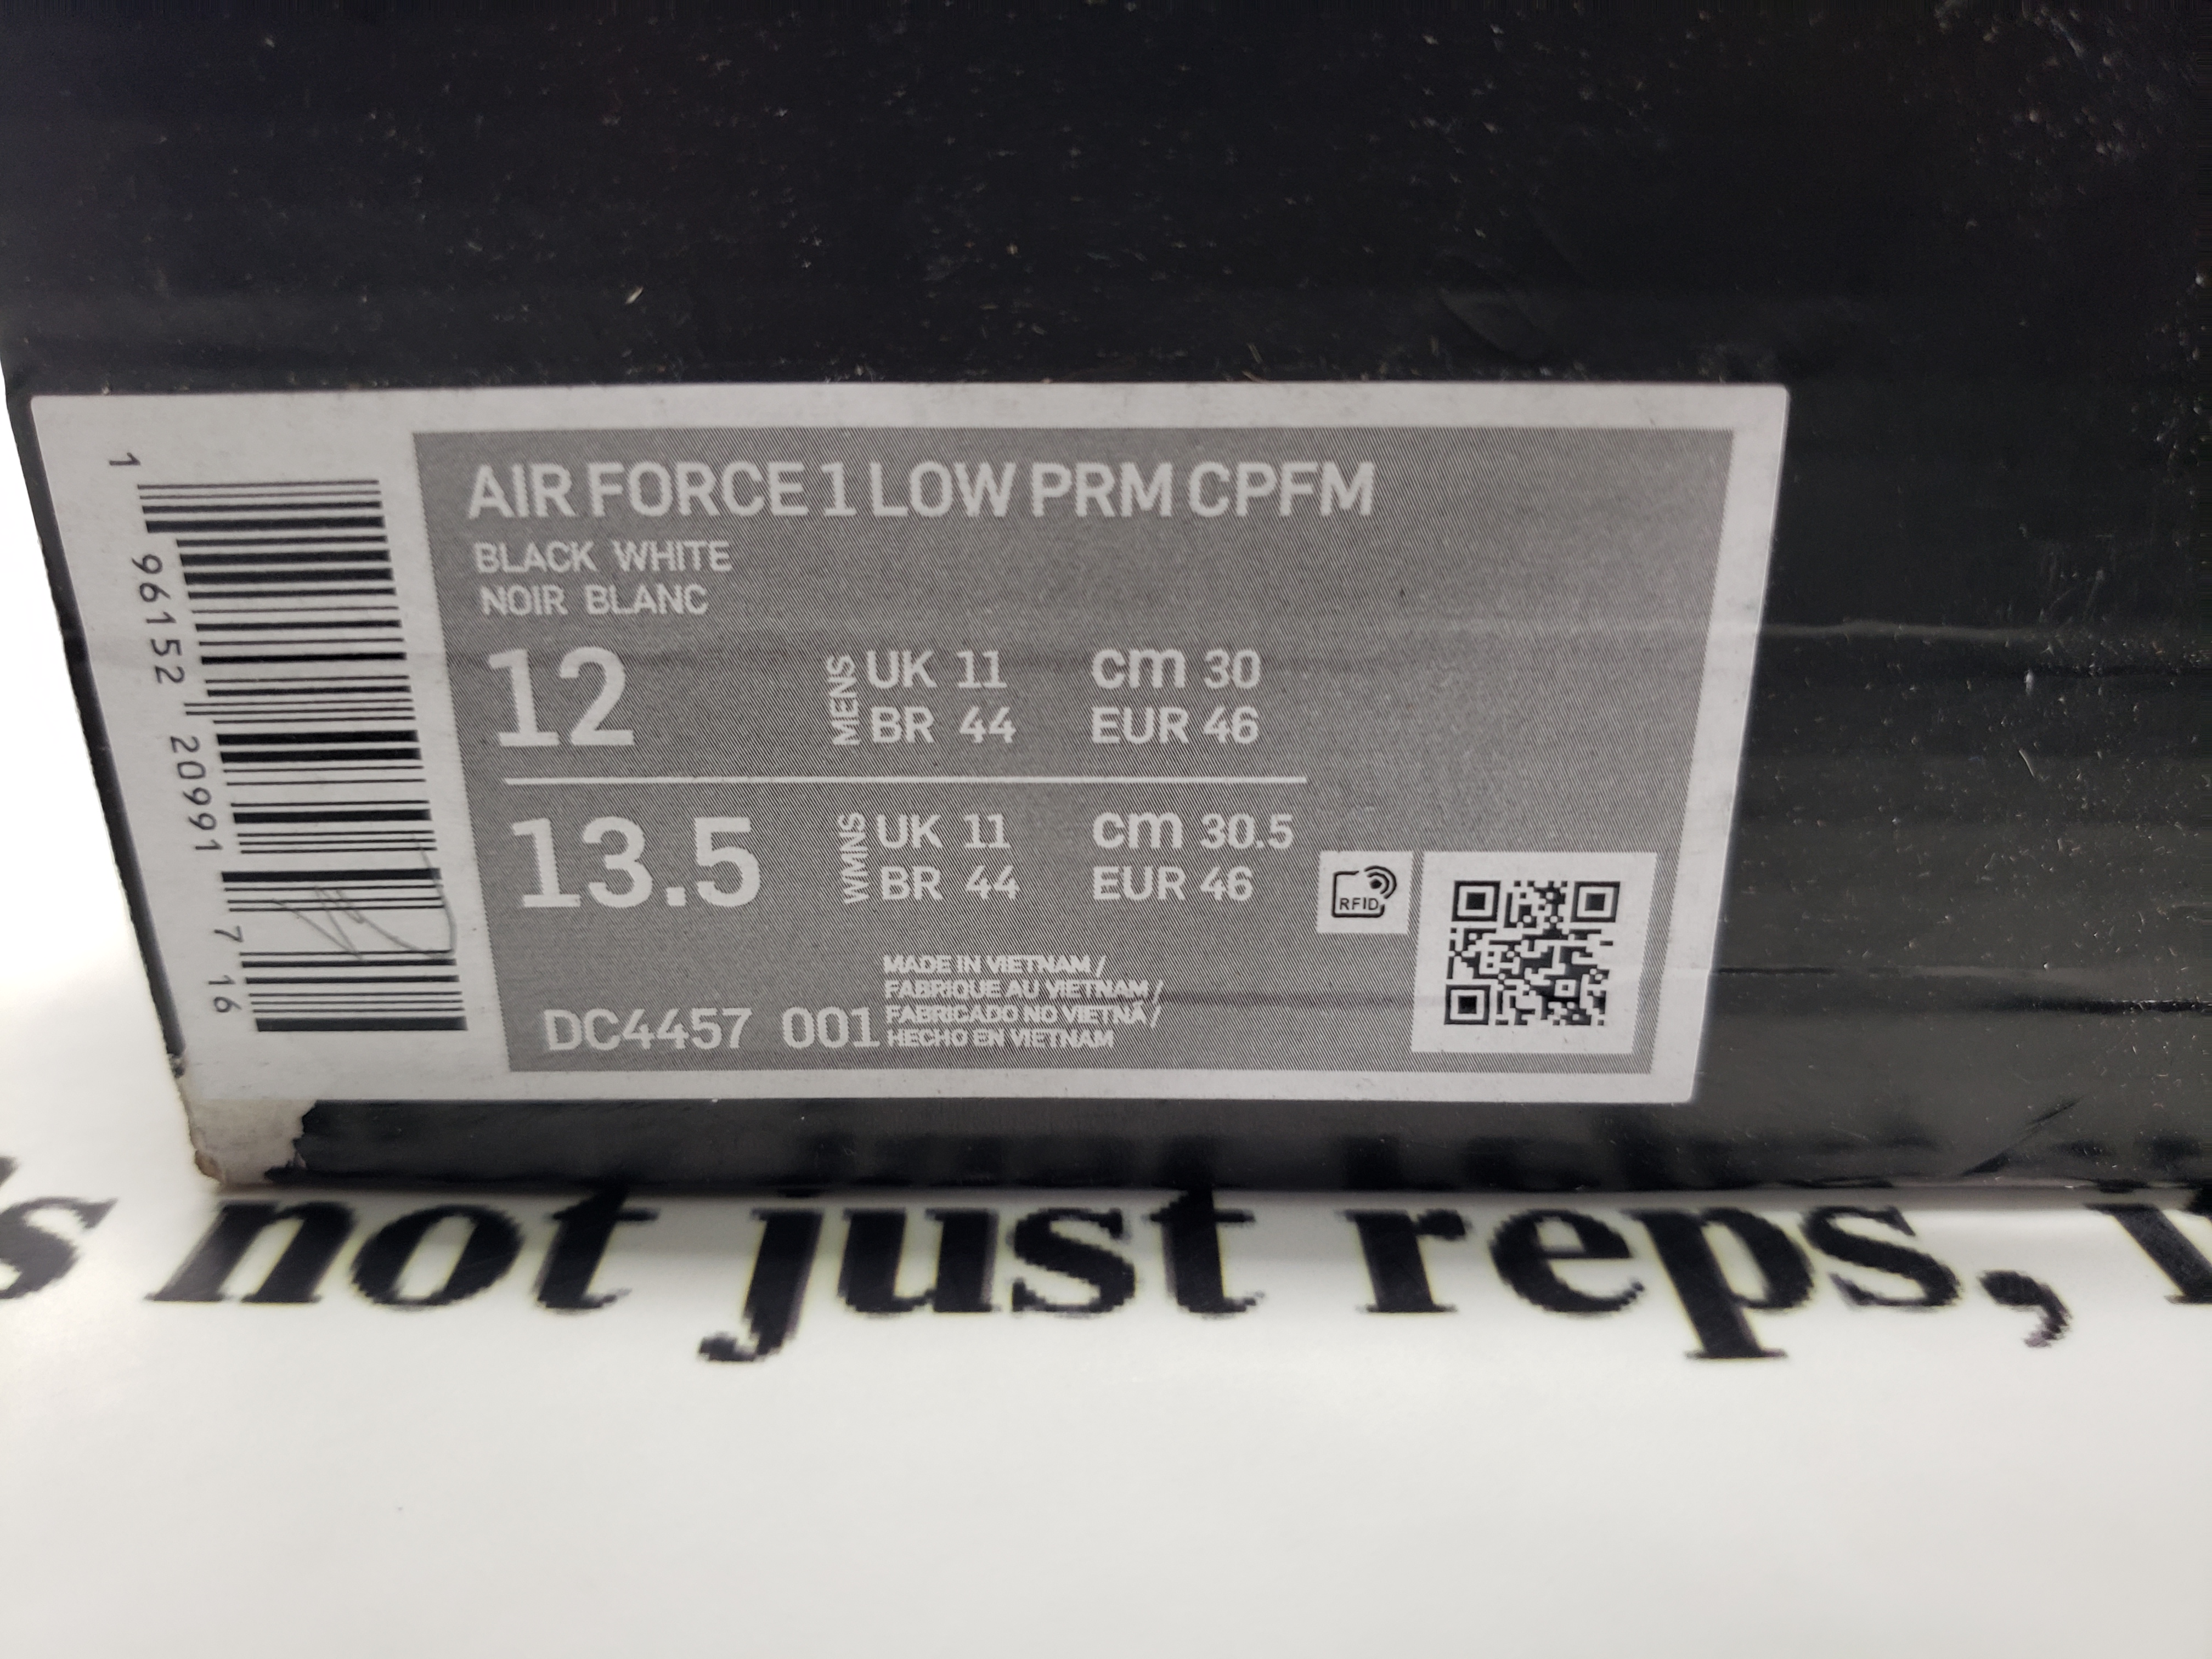 1 96152 20991 7 16
AIR FORCE 1 LOW PRM CPFM
BLACK WHITE
NOIR BLANC
12
MENS
UK 11 cm 30
BR 44 EUR 46
13.5
WMNS
UK 11 cm 30.5
BR 44 EUR 46
RFID
DC4457 001
MADE IN VIETNAM /
FABRIQUE AU VIETNAM /
FABRICADO NO VIETNÃ /
HECHO EN VIETNAM
's not just reps,